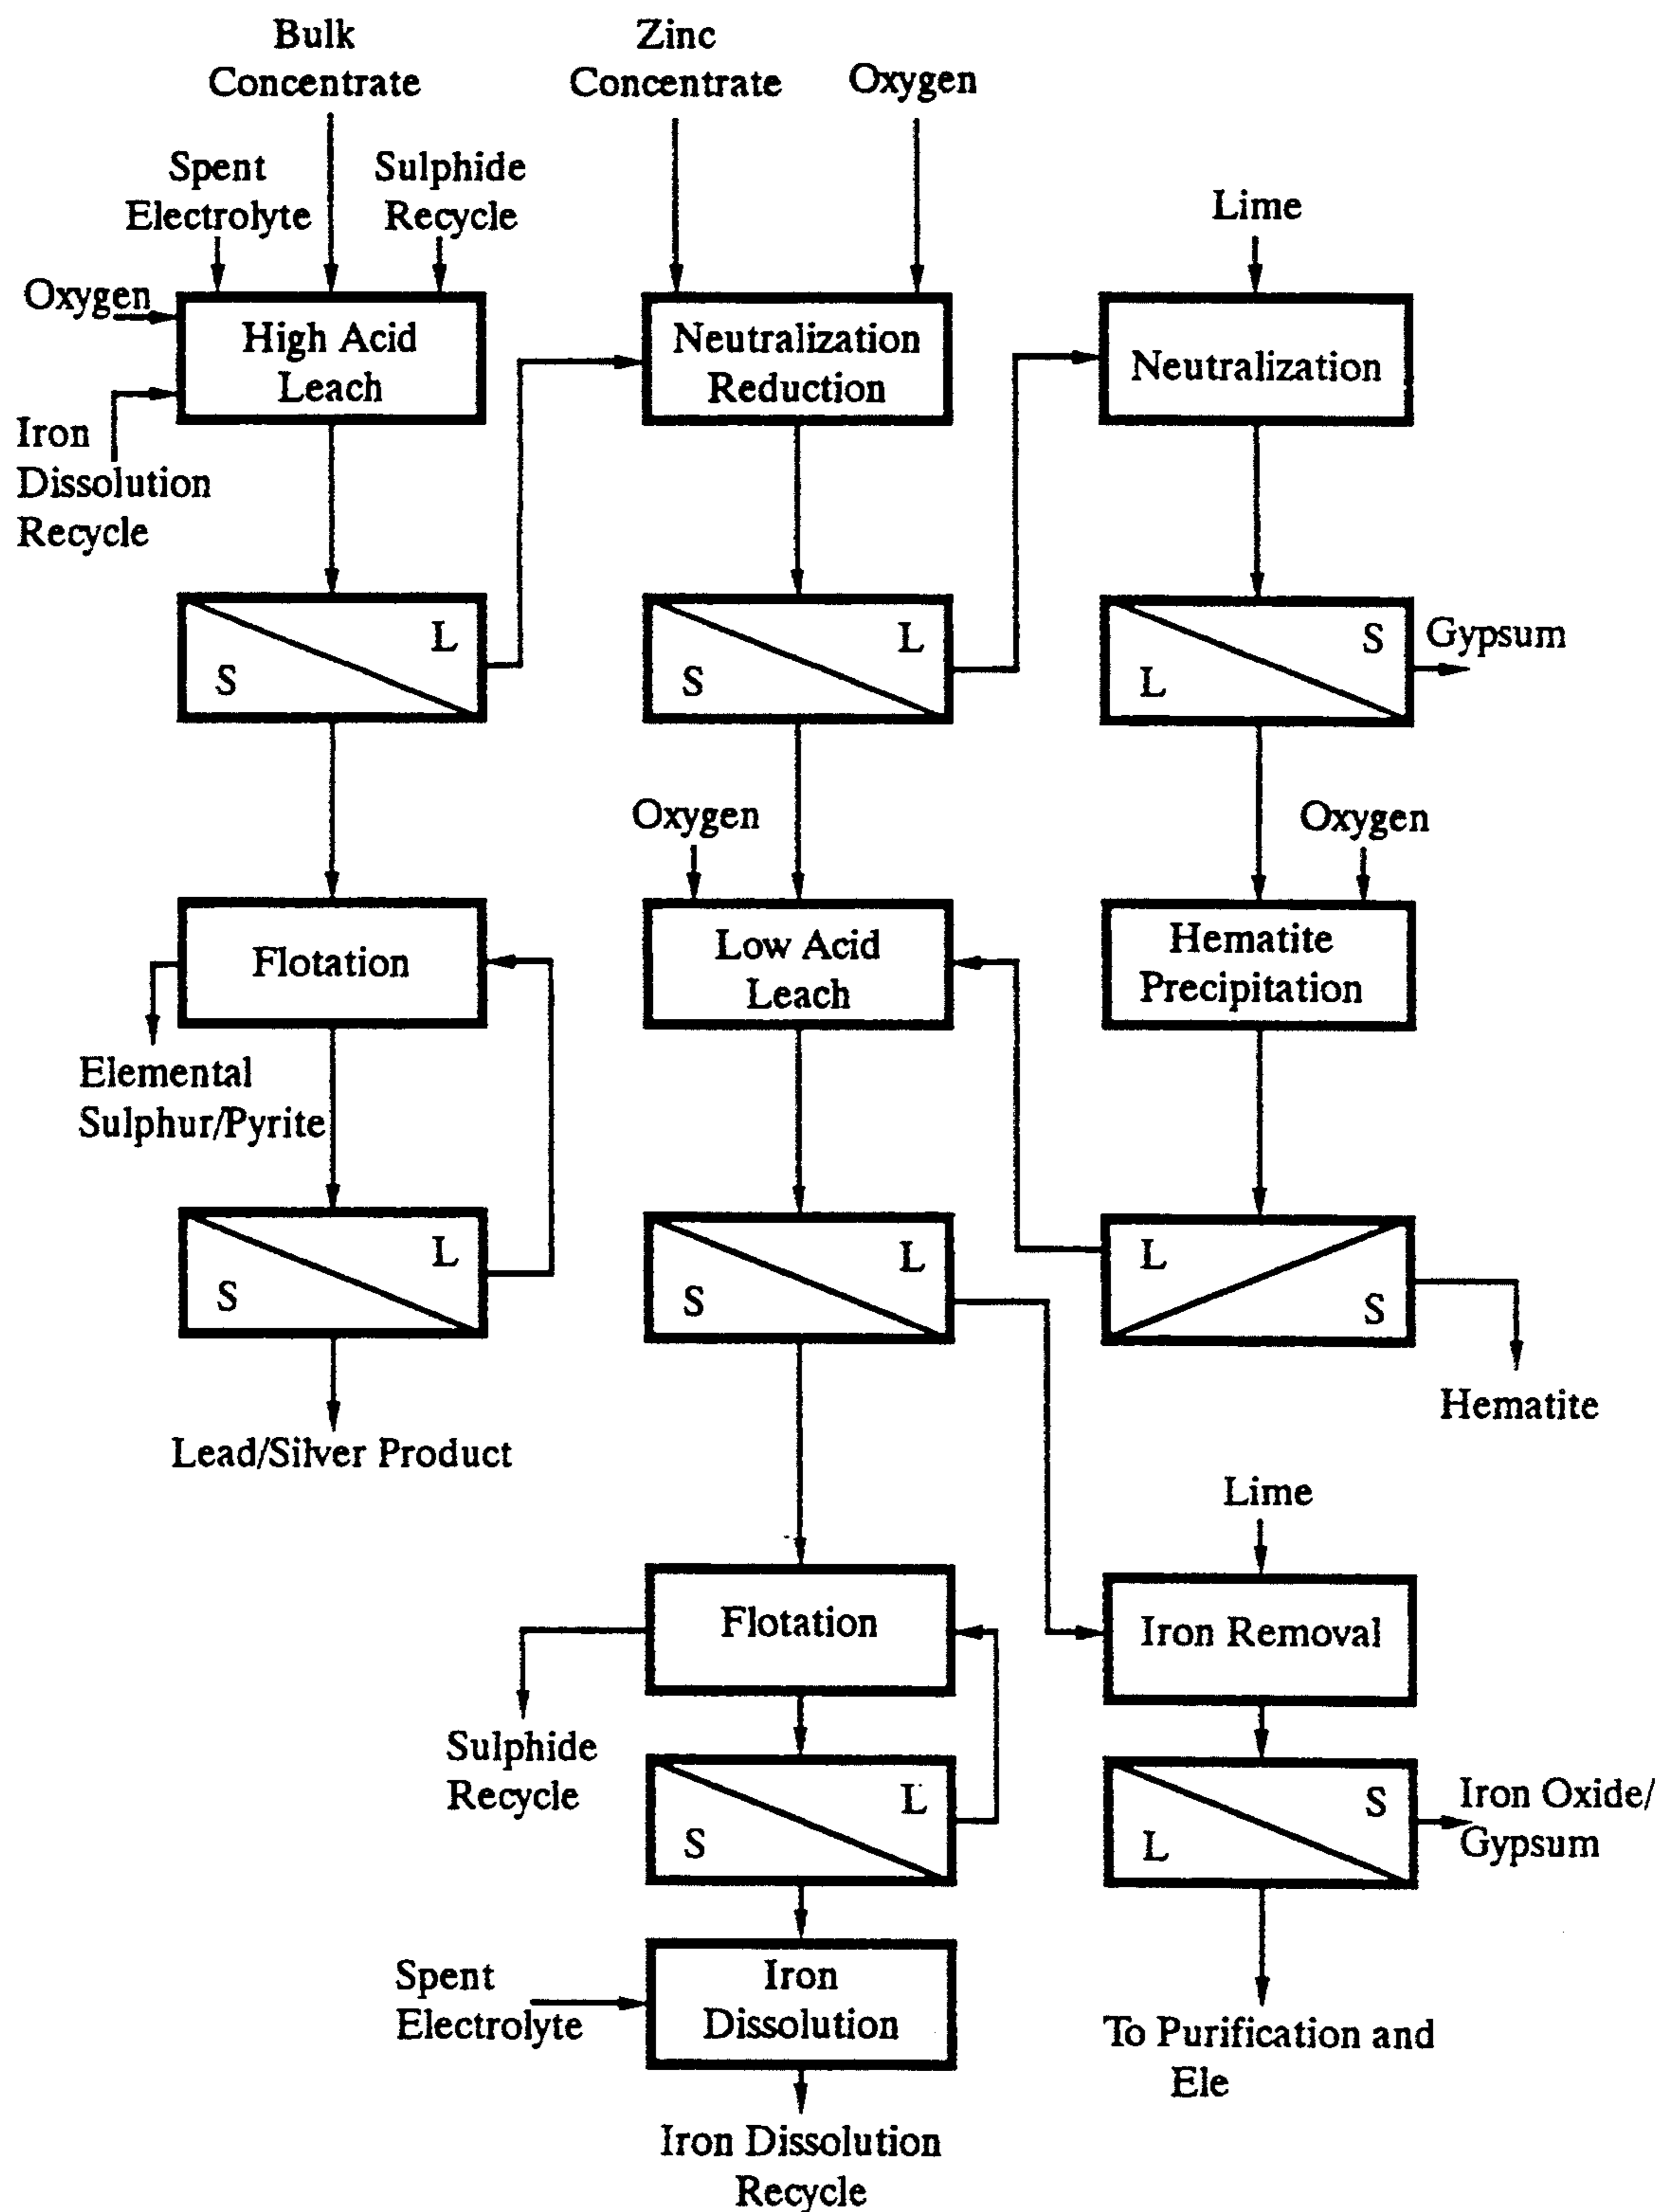 Bulk
Concentrate
Zinc
Concentrate
Oxygen
Spent
Electrolyte
Sulphide
Recycle
Lime
Oxygen
High Acid
Leach
Neutralization
Reduction
Neutralization
Iron
Dissolution
Recycle
L
S
L
S
S
L
Gypsum
Oxygen
Oxygen
Flotation
Low Acid
Leach
Hematite
Precipitation
Elemental
Sulphur/Pyrite
L
S
L
S
L
S
Hematite
Lead/Silver Product
Lime
Flotation
Iron Removal
Sulphide
Recycle
L
S
S
L
Iron Oxide/
Gypsum
Spent
Electrolyte
Iron
Dissolution
To Purification and
Ele
Iron Dissolution
Recycle